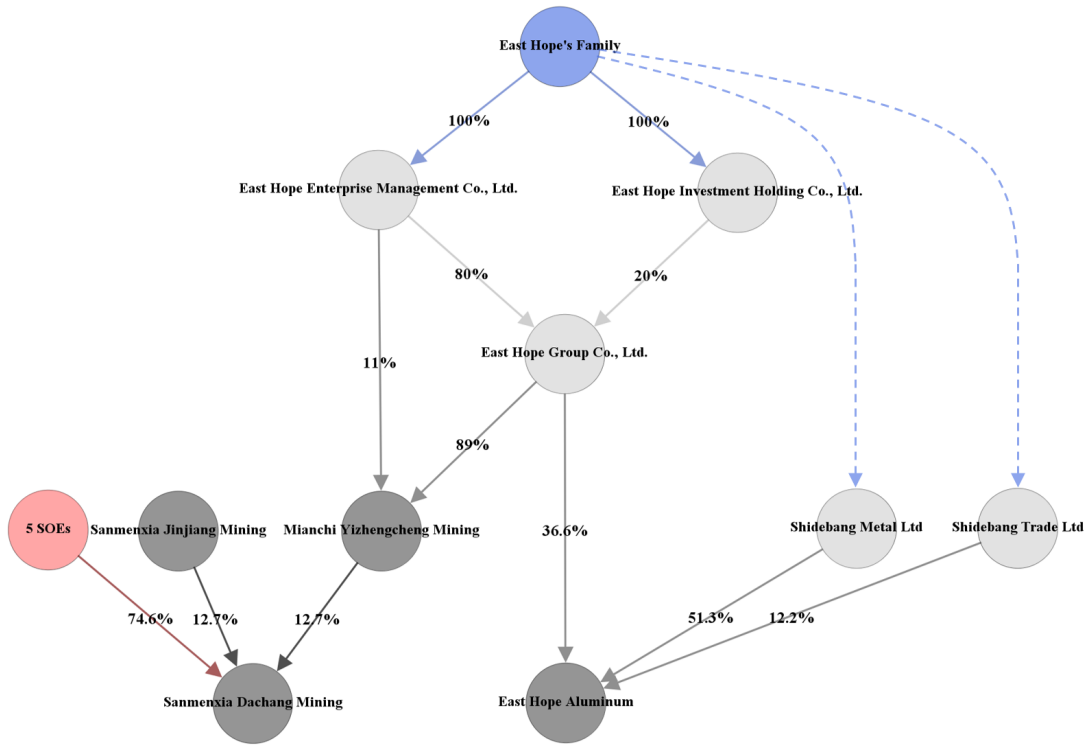 East Hope's Family
100%
100%
East Hope Enterprise Management Co., Ltd.
East Hope Investment Holding Co., Ltd.
80%
20%
East Hope Group Co., Ltd.
11%
89%
5 SOEs
Sanmenxia Jinjiang Mining
Mianchi Yizhengcheng Mining
36.6%
Shidebang Metal Ltd
Shidebang Trade Ltd
74.6%
12.7%
12.7%
51.3%
12.2%
Sanmenxia Dachang Mining
East Hope Aluminum